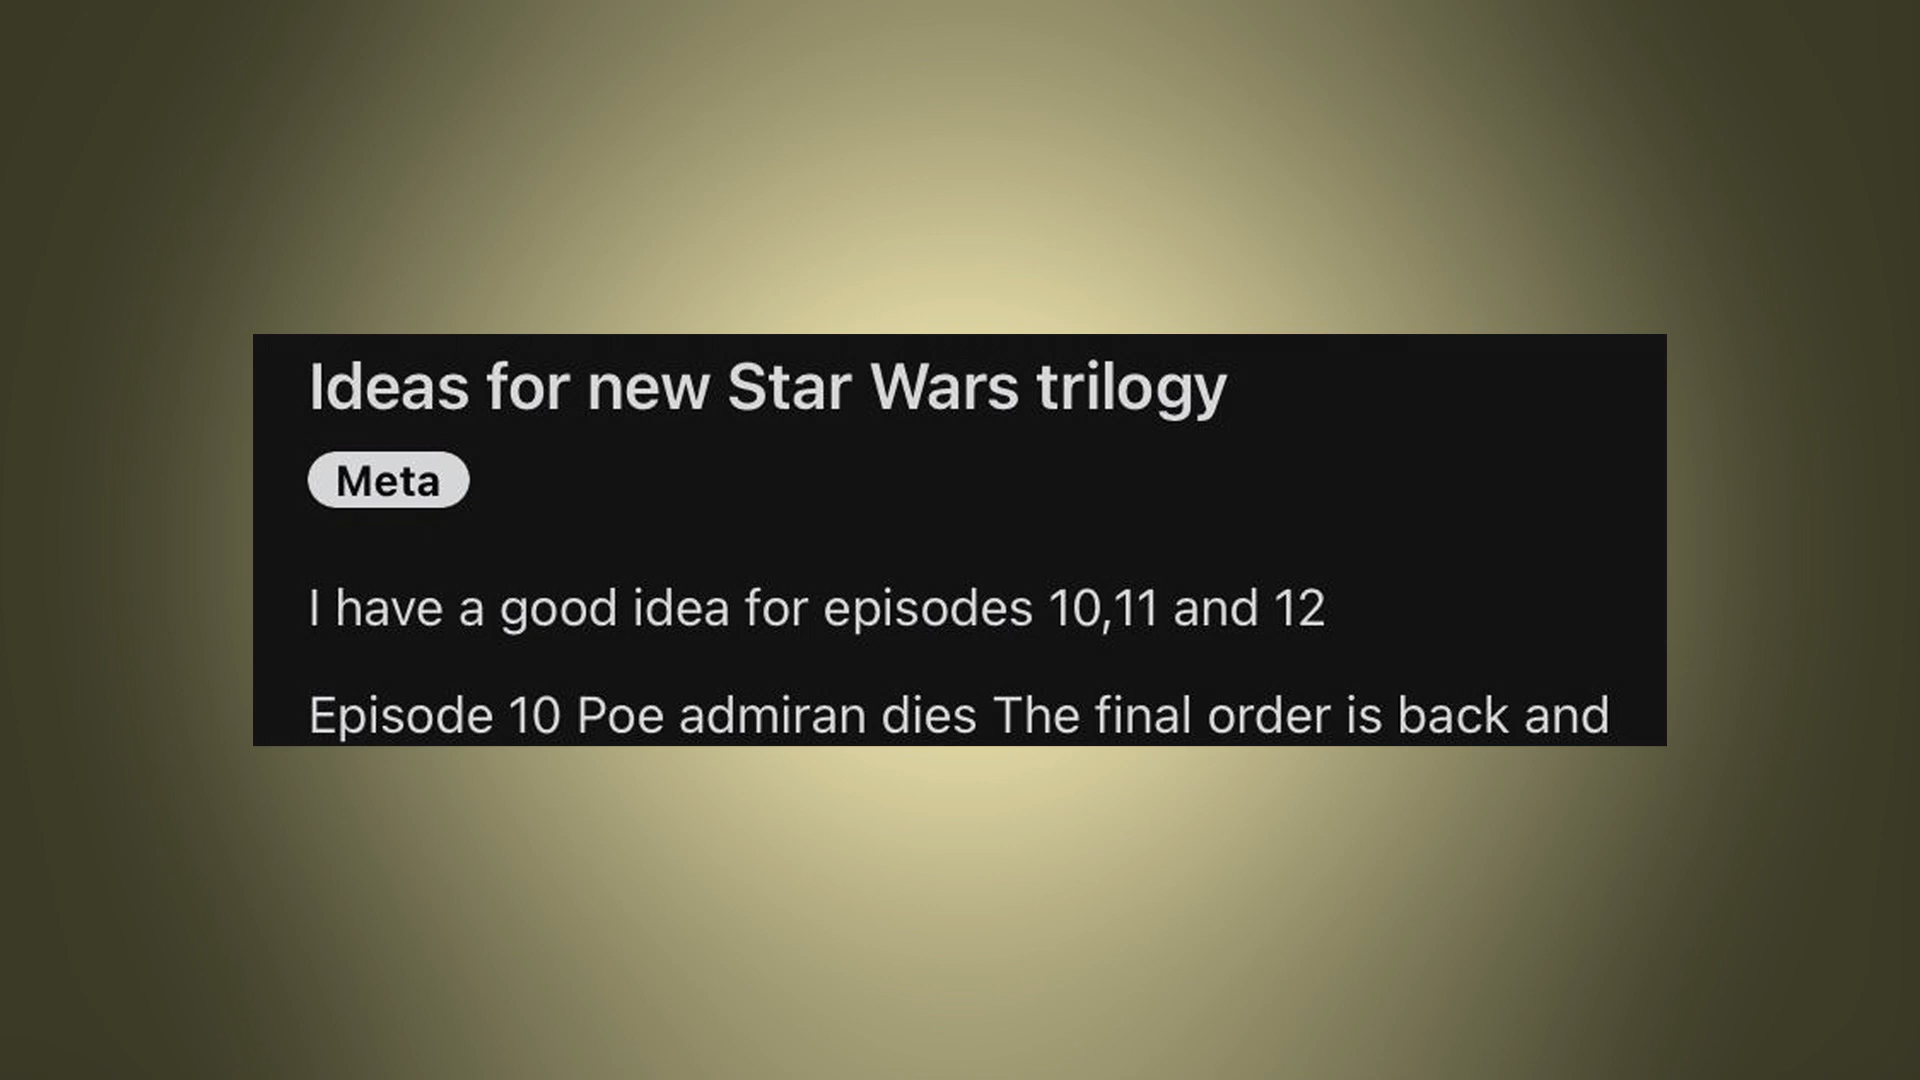 Ideas for new Star Wars trilogy
Meta
I have a good idea for episodes 10,11 and 12
Episode 10 Poe admiran dies The final order is back and